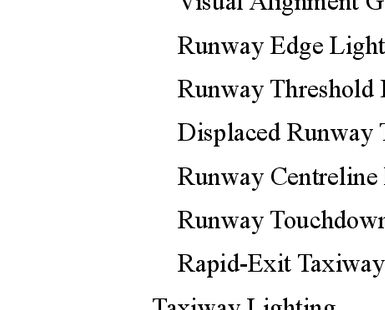 Visual Alignment G
Runway Edge Light
Runway Threshold
Displaced Runway
Runway Centreline
Runway Touchdown
Rapid-Exit Taxiway
Taxiway Lighting